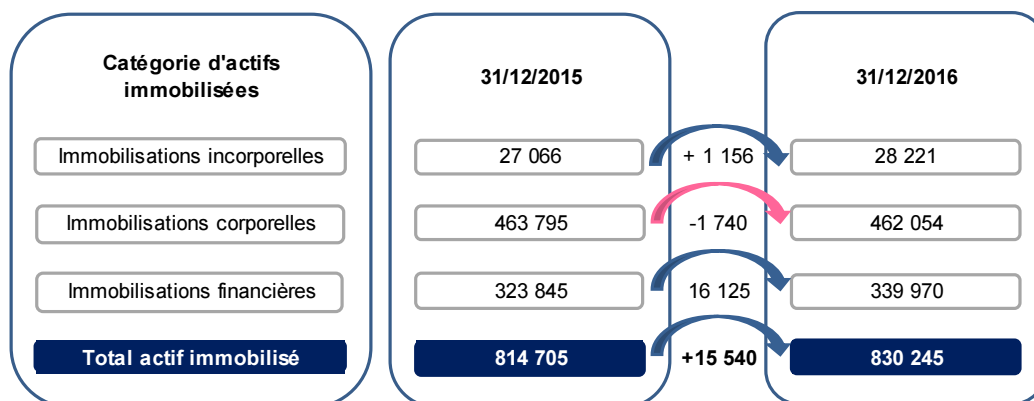 Catégorie d'actifs
immobilisées
31/12/2015
31/12/2016
Immobilisations incorporelles
27 066
+ 1 156
28 221
Immobilisations corporelles
463 795
-1 740
462 054
Immobilisations financières
323 845
16 125
339 970
Total actif immobilisé
814 705
+15 540
830 245